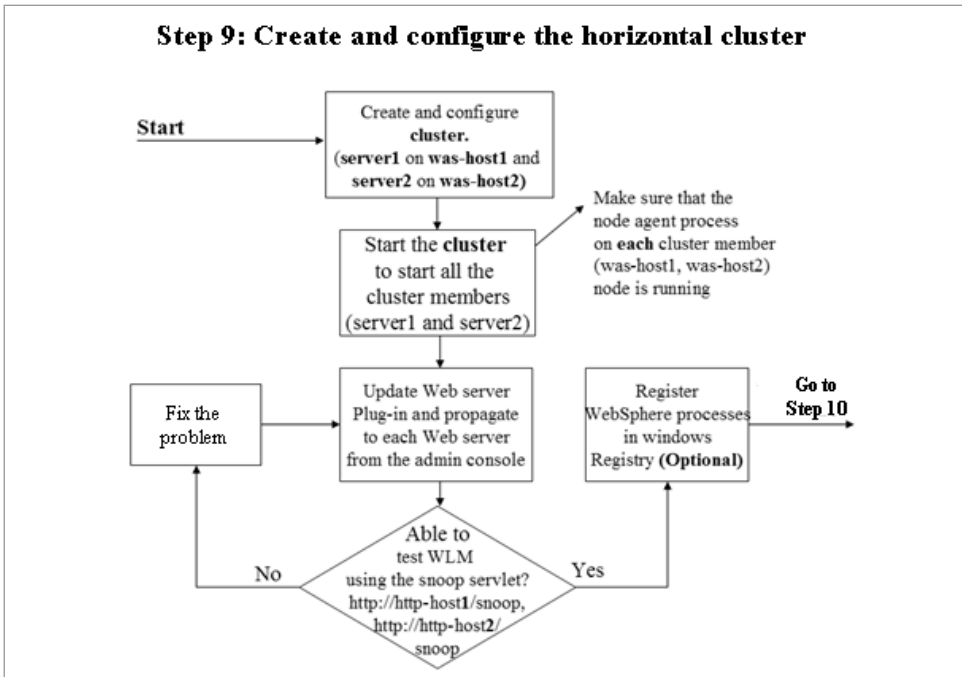 Step 9: Create and configure the horizontal cluster
Start
Create and configure
cluster.
(server1 on was-host1 and
server2 on was-host2)
Make sure that the
node agent process
on each cluster member
(was-host1, was-host2)
node is running
Start the cluster
to start all the
cluster members
(server1 and server2)
Fix the
problem
Update Web server
Plug-in and propagate
to each Web server
from the admin console
Register
WebSphere processes
in windows
Registry (Optional)
Go to
Step 10
No
Able to
test WLM
using the snoop servlet?
http://http-host1/snoop,
http://http-host2/
snoop
Yes